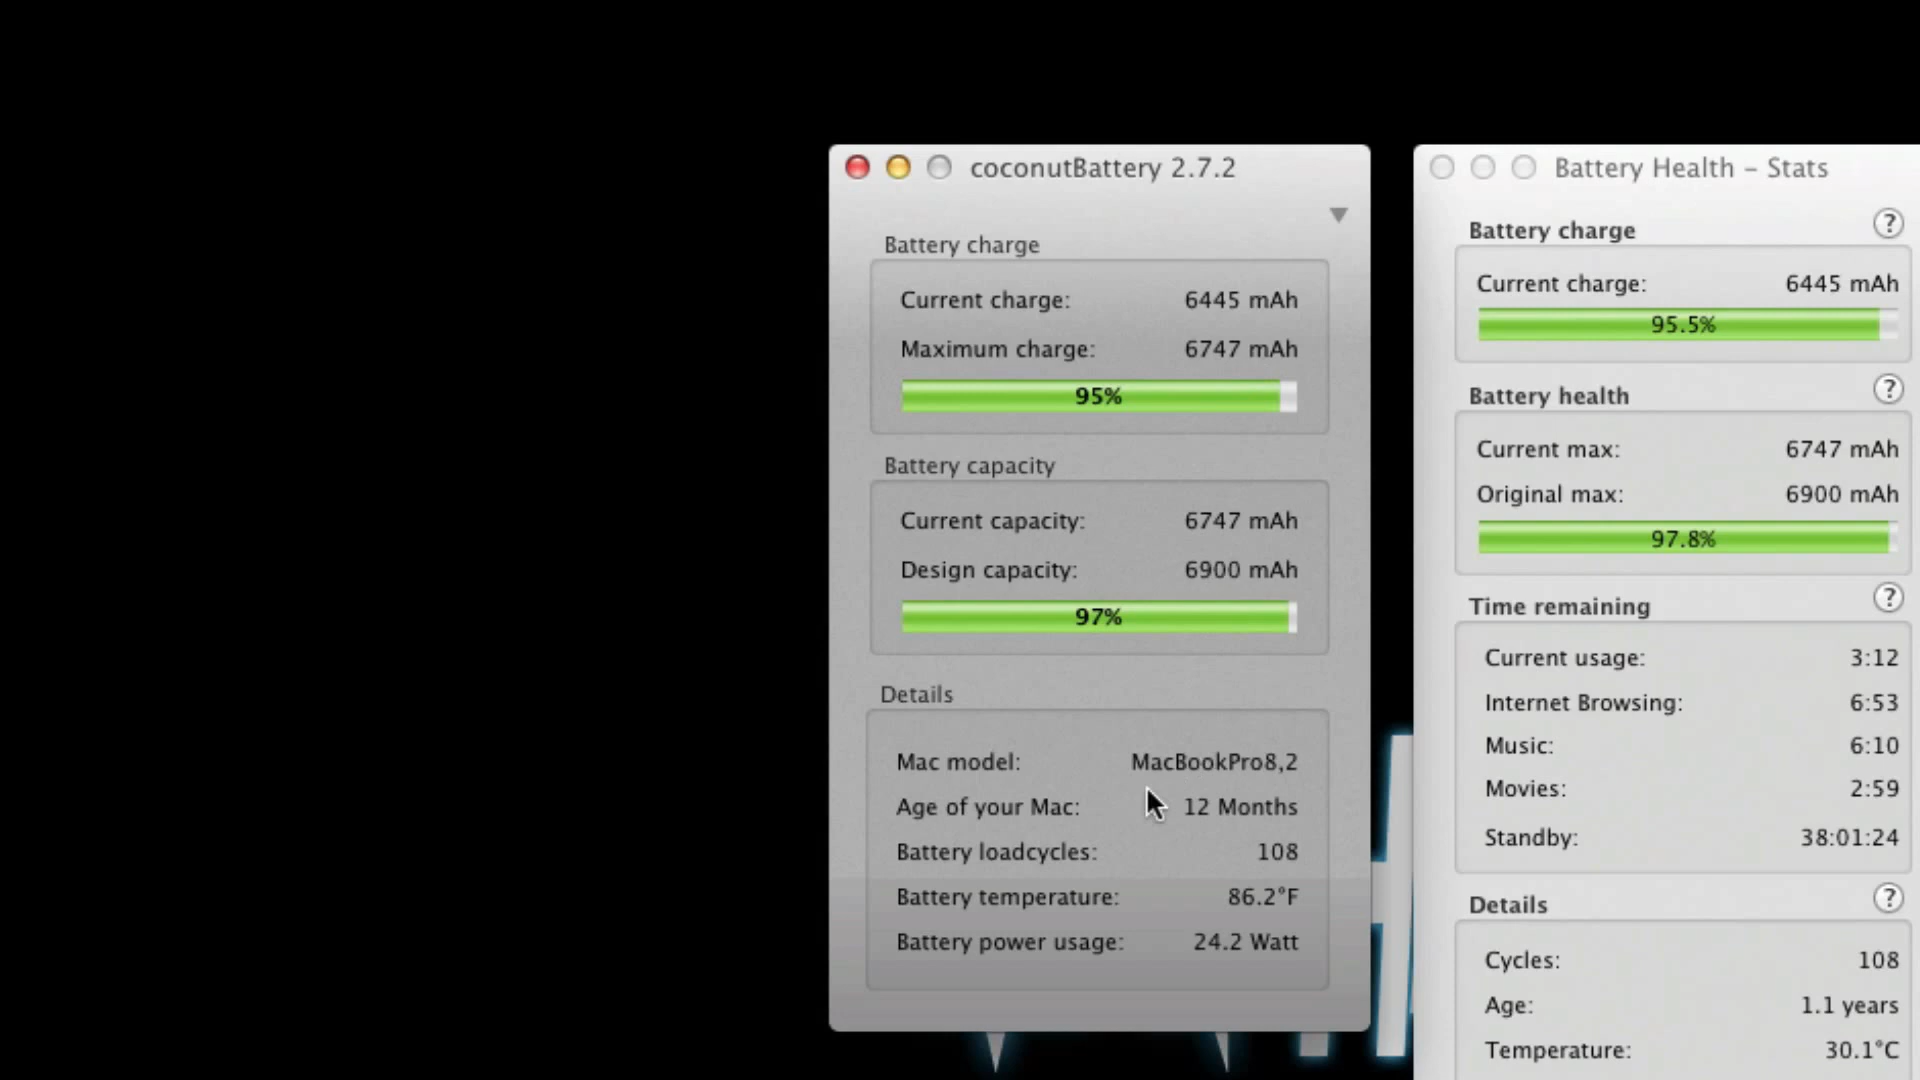 coconutBattery 2.7.2
Battery charge
Current charge: 6445 mAh
Maximum charge: 6747 mAh
95%
Battery capacity
Current capacity: 6747 mAh
Design capacity: 6900 mAh
97%
Details
Mac model: MacBookPro8,2
Age of your Mac: 12 Months
Battery loadcycles: 108
Battery temperature: 86.2°F
Battery power usage: 24.2 Watt
Battery Health – Stats
Battery charge ?
Current charge: 6445 mAh
95.5%
Battery health ?
Current max: 6747 mAh
Original max: 6900 mAh
97.8%
Time remaining ?
Current usage: 3:12
Internet Browsing: 6:53
Music: 6:10
Movies: 2:59
Standby: 38:01:24
Details ?
Cycles: 108
Age: 1.1 years
Temperature: 30.1°C